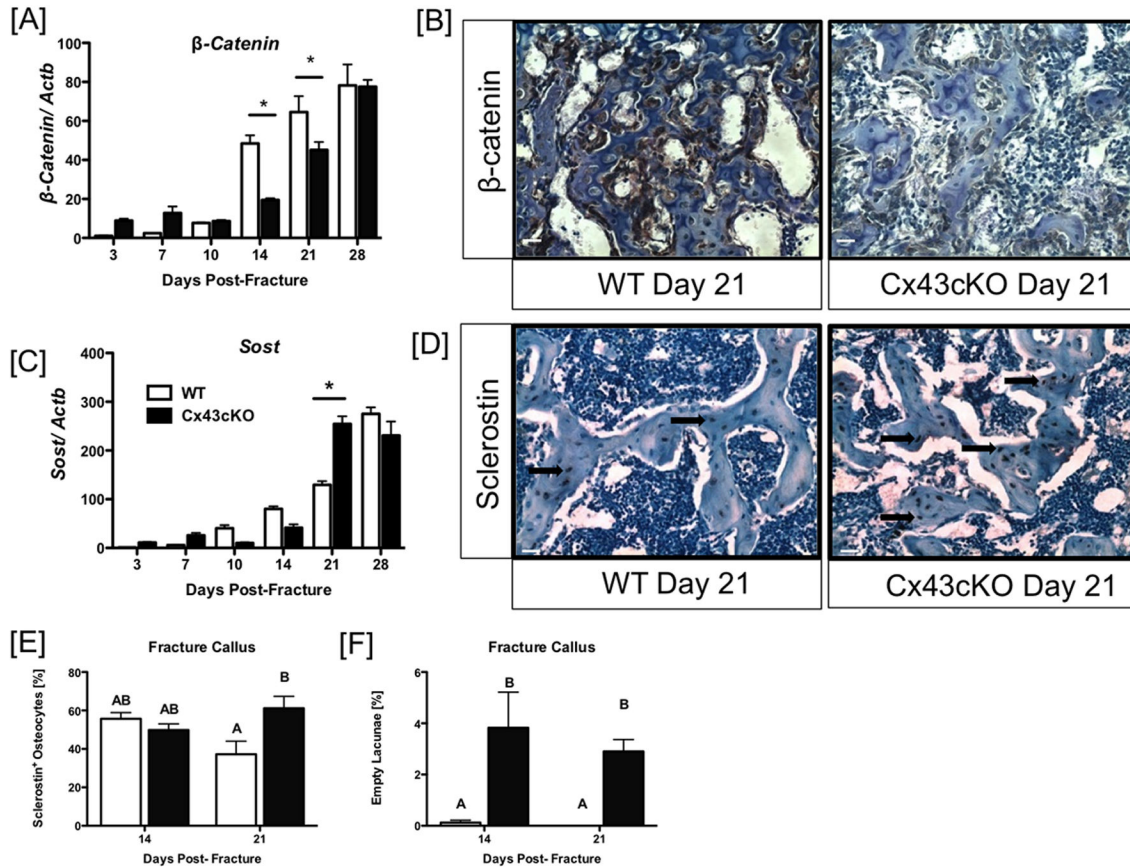 [A]
β-Catenin
β-Catenin/ Actb
100
80
60
40
20
0
* *
3 7 10 14 21 28
Days Post-Fracture
[B]
β-catenin
WT Day 21
Cx43cKO Day 21
[C]
Sost
Sost/ Actb
400
300
200
100
0
WT
Cx43cKO
*
3 7 10 14 21 28
Days Post-Fracture
[D]
Sclerostin
WT Day 21
Cx43cKO Day 21
[E]
Fracture Callus
Sclerostin⁺ Osteocytes [%]
80
60
40
20
0
AB AB A B
14 21
Days Post- Fracture
[F]
Fracture Callus
Empty Lacunae [%]
6
4
2
0
A B A B
14 21
Days Post- Fracture